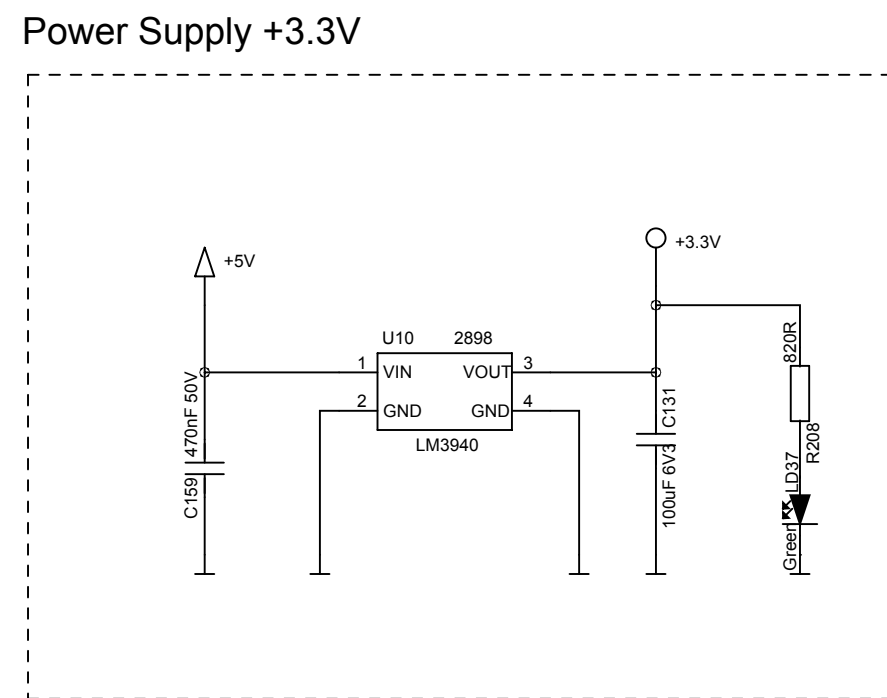 Power Supply +3.3V
+3.3V
+5V
U10 2898
1 VIN VOUT 3
2 GND GND 4
LM3940
C159 470nF 50V
100uF 6V3 C131
820R
R208
LD37
Green